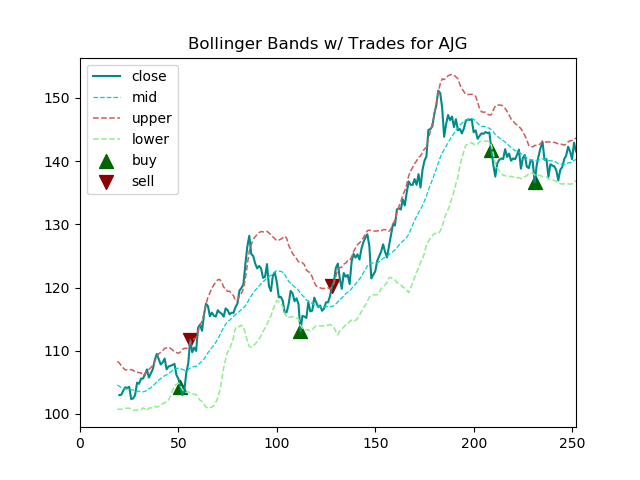 Bollinger Bands w/ Trades for AJG
close
mid
upper
lower
buy
sell
150
140
130
120
110
100
0 50 100 150 200 250